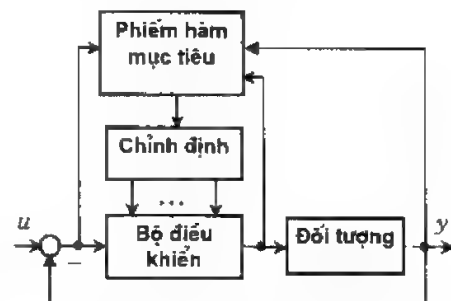 Phiếm hàm
mục tiêu
Chỉnh định
...
u
Bộ điều
khiển
Đối tượng
y
−